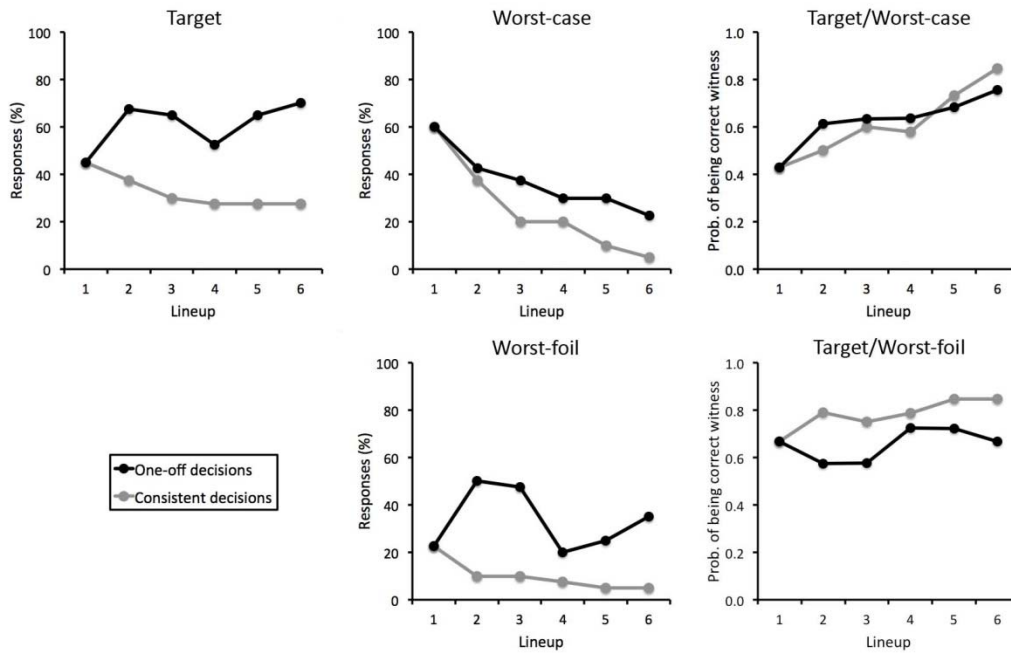 Target
Responses (%)
100
80
60
40
20
0
1 2 3 4 5 6
Lineup
Worst-case
Responses (%)
100
80
60
40
20
0
1 2 3 4 5 6
Lineup
Target/Worst-case
Prob. of being correct witness
1.0
0.8
0.6
0.4
0.2
0.0
1 2 3 4 5 6
Lineup
One-off decisions
Consistent decisions
Worst-foil
Responses (%)
100
80
60
40
20
0
1 2 3 4 5 6
Lineup
Target/Worst-foil
Prob. of being correct witness
1.0
0.8
0.6
0.4
0.2
0.0
1 2 3 4 5 6
Lineup